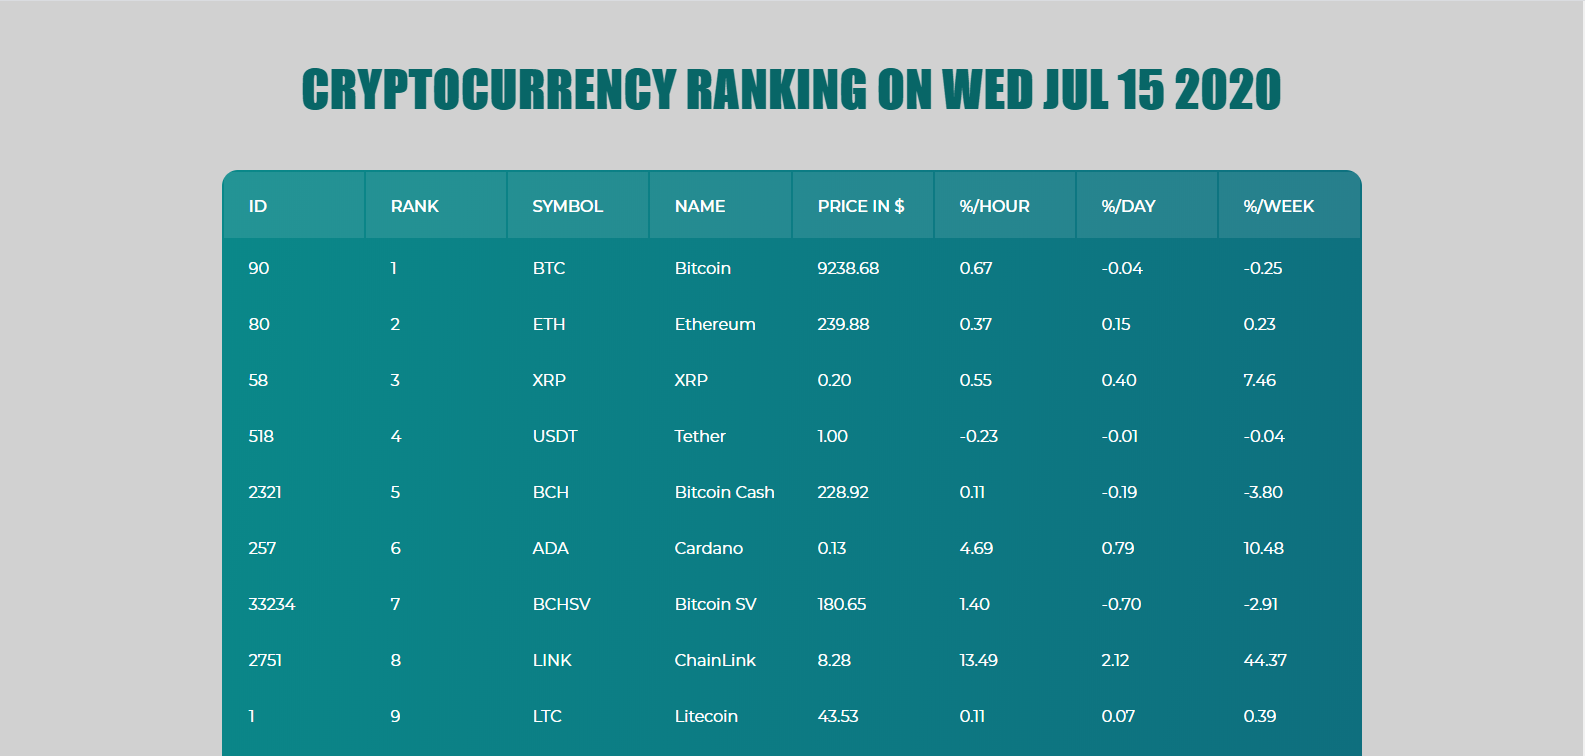 CRYPTOCURRENCY RANKING ON WED JUL 15 2020
ID RANK SYMBOL NAME PRICE IN $ %/HOUR %/DAY %/WEEK
90 1 BTC Bitcoin 9238.68 0.67 -0.04 -0.25
80 2 ETH Ethereum 239.88 0.37 0.15 0.23
58 3 XRP XRP 0.20 0.55 0.40 7.46
518 4 USDT Tether 1.00 -0.23 -0.01 -0.04
2321 5 BCH Bitcoin Cash 228.92 0.11 -0.19 -3.80
257 6 ADA Cardano 0.13 4.69 0.79 10.48
33234 7 BCHSV Bitcoin SV 180.65 1.40 -0.70 -2.91
2751 8 LINK ChainLink 8.28 13.49 2.12 44.37
1 9 LTC Litecoin 43.53 0.11 0.07 0.39